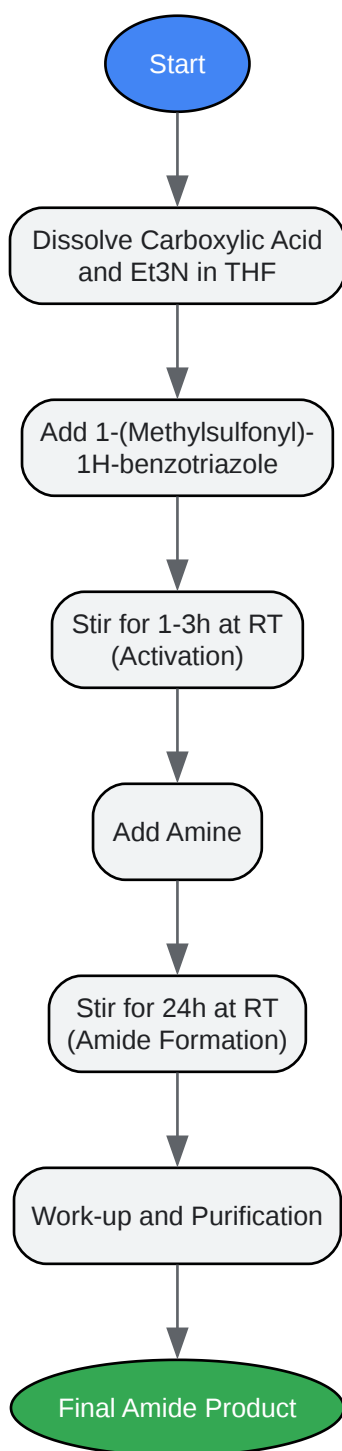 Start
Dissolve Carboxylic Acid
and Et3N in THF
Add 1-(Methylsulfonyl)-
1H-benzotriazole
Stir for 1-3h at RT
(Activation)
Add Amine
Stir for 24h at RT
(Amide Formation)
Work-up and Purification
Final Amide Product